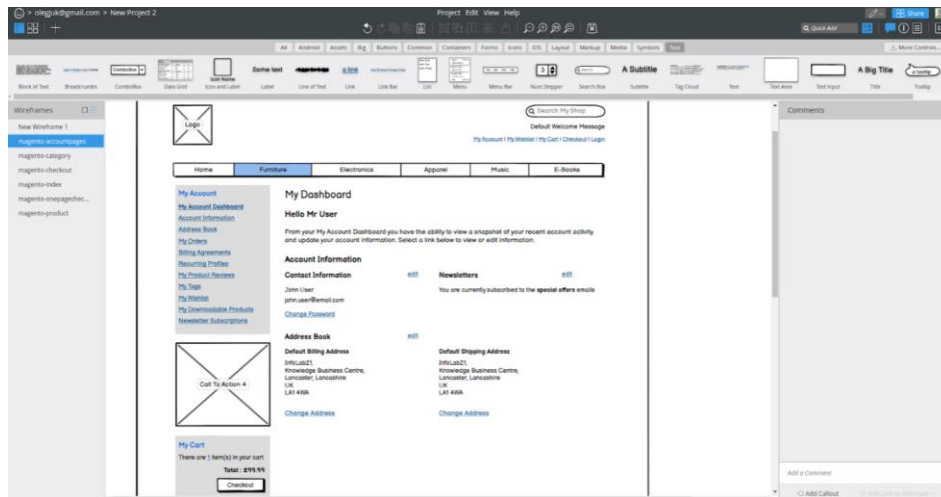 > olegjuk@gmail.com > New Project 2
Project Edit View Help
Share
Quick Add
All Android Assets Big Buttons Common Containers Forms Icons iOS Layout Markup Media Symbols Text
More Controls...
ComboBox
Icon Name
Some text
a link
3
A Subtitle
A Big Title
a tooltip
Block of Text Breadcrumbs ComboBox Data Grid Icon and Label Label Line of Text Link Link Bar List Menu Menu Bar Num.Stepper Search Box Subtitle Tag Cloud Text Text Area Text Input Title Tooltip
Wireframes
New Wireframe 1
magento-accountpages
magento-category
magento-checkout
magento-index
magento-onepagechec...
magento-product
Logo
Search My Shop
Default Welcome Message
My Account | My Wishlist | My Cart | Checkout | Login
Home Furniture Electronics Apparel Music E-Books
My Account
My Account Dashboard
Account Information
Address Book
My Orders
Billing Agreements
Recurring Profiles
My Product Reviews
My Tags
My Wishlist
My Downloadable Products
Newsletter Subscriptions
Call To Action 4
My Cart
There are 1 item(s) in your cart
Total : £99.99
Checkout
My Dashboard
Hello Mr User
From your My Account Dashboard you have the ability to view a snapshot of your recent account activity
and update your account information. Select a link below to view or edit information.
Account Information
Contact Information edit
John User
john.user@email.com
Change Password
Newsletters edit
You are currently subscribed to the special offers emails
Address Book edit
Default Billing Address
InfoLab21,
Knowledge Business Centre,
Lancaster, Lancashire
UK
LA1 4WA
Change Address
Default Shipping Address
InfoLab21,
Knowledge Business Centre,
Lancaster, Lancashire
UK
LA1 4WA
Change Address
Comments
Add a Comment
Add Callout